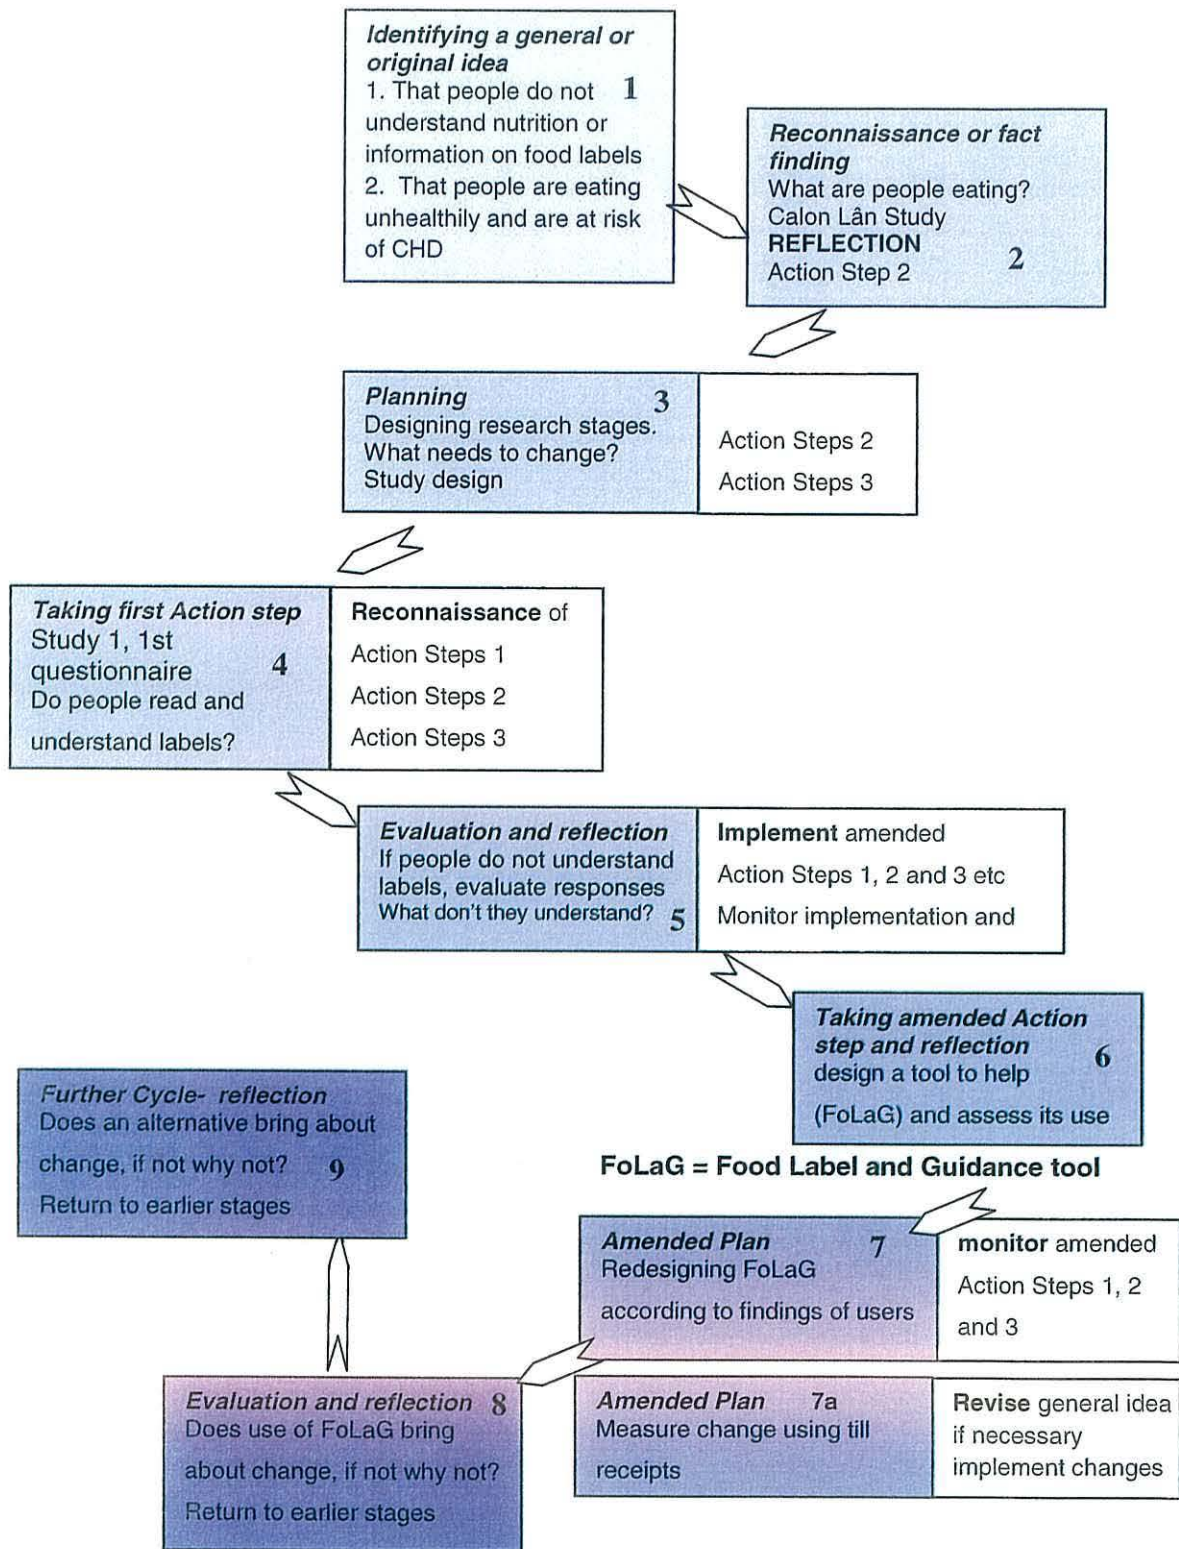 Identifying a general or
original idea
1. That people do not 1
understand nutrition or
information on food labels
2. That people are eating
unhealthily and are at risk
of CHD
Reconnaissance or fact
finding
What are people eating?
Calon Lân Study
REFLECTION 2
Action Step 2
Planning 3
Designing research stages.
What needs to change?
Study design
Action Steps 2
Action Steps 3
Taking first Action step
Study 1, 1st
questionnaire 4
Do people read and
understand labels?
Reconnaissance of
Action Steps 1
Action Steps 2
Action Steps 3
Evaluation and reflection
If people do not understand
labels, evaluate responses
What don't they understand? 5
Implement amended
Action Steps 1, 2 and 3 etc
Monitor implementation and
Taking amended Action
step and reflection 6
design a tool to help
(FoLaG) and assess its use
FoLaG = Food Label and Guidance tool
Amended Plan 7
Redesigning FoLaG
according to findings of users
monitor amended
Action Steps 1, 2
and 3
Amended Plan 7a
Measure change using till
receipts
Revise general idea
if necessary
implement changes
Evaluation and reflection 8
Does use of FoLaG bring
about change, if not why not?
Return to earlier stages
Further Cycle- reflection
Does an alternative bring about
change, if not why not? 9
Return to earlier stages